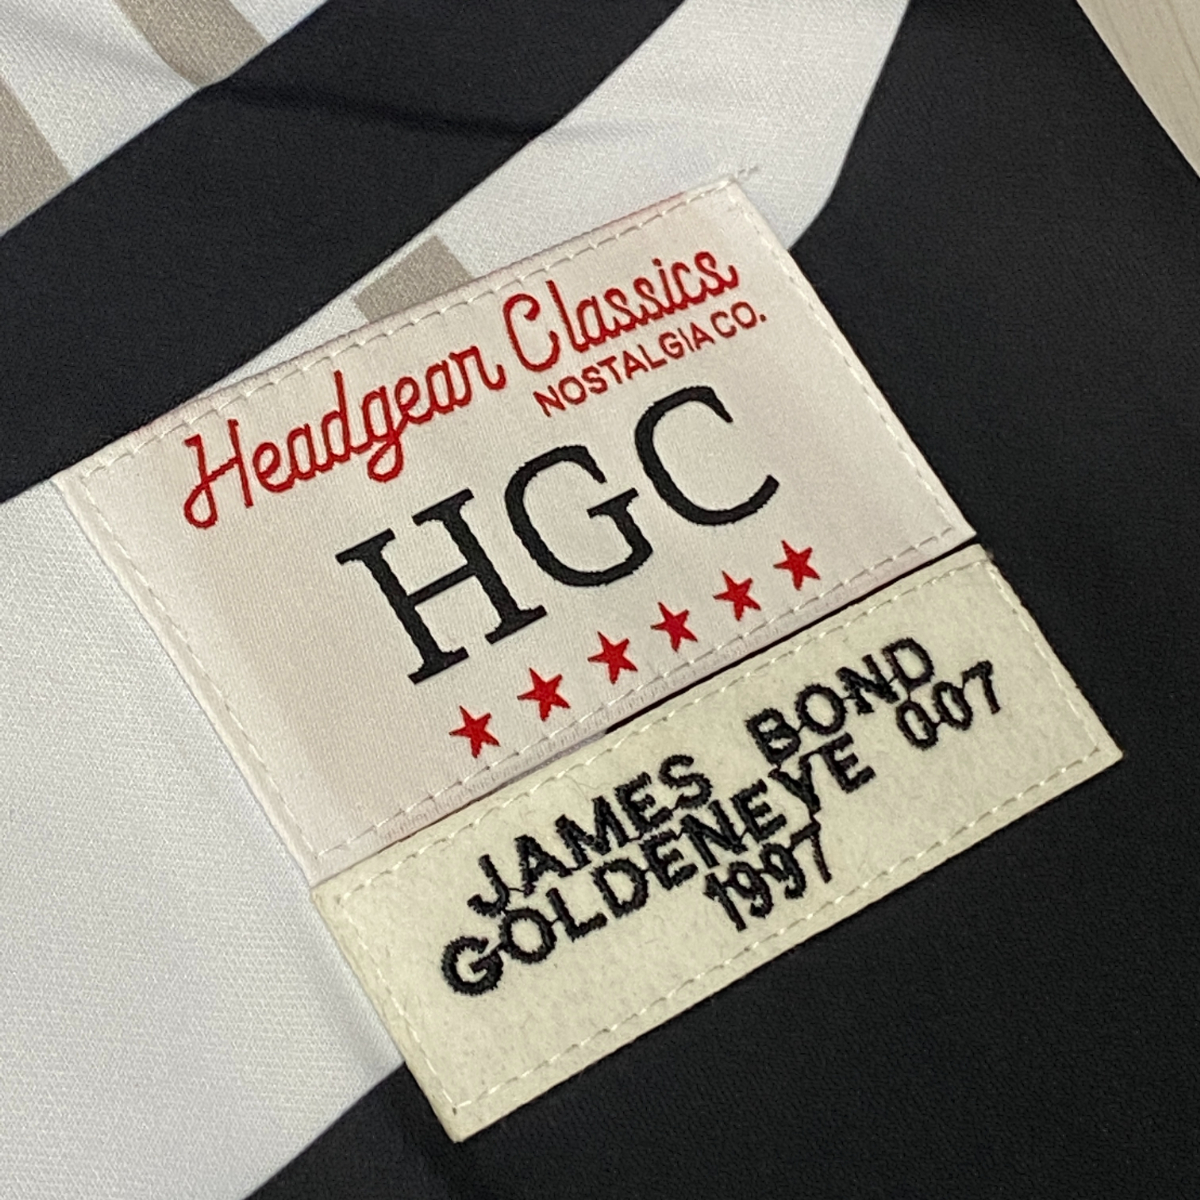 Headgear Classics
NOSTALGIA CO.
HGC
JAMES BOND
GOLDENEYE 007
1997